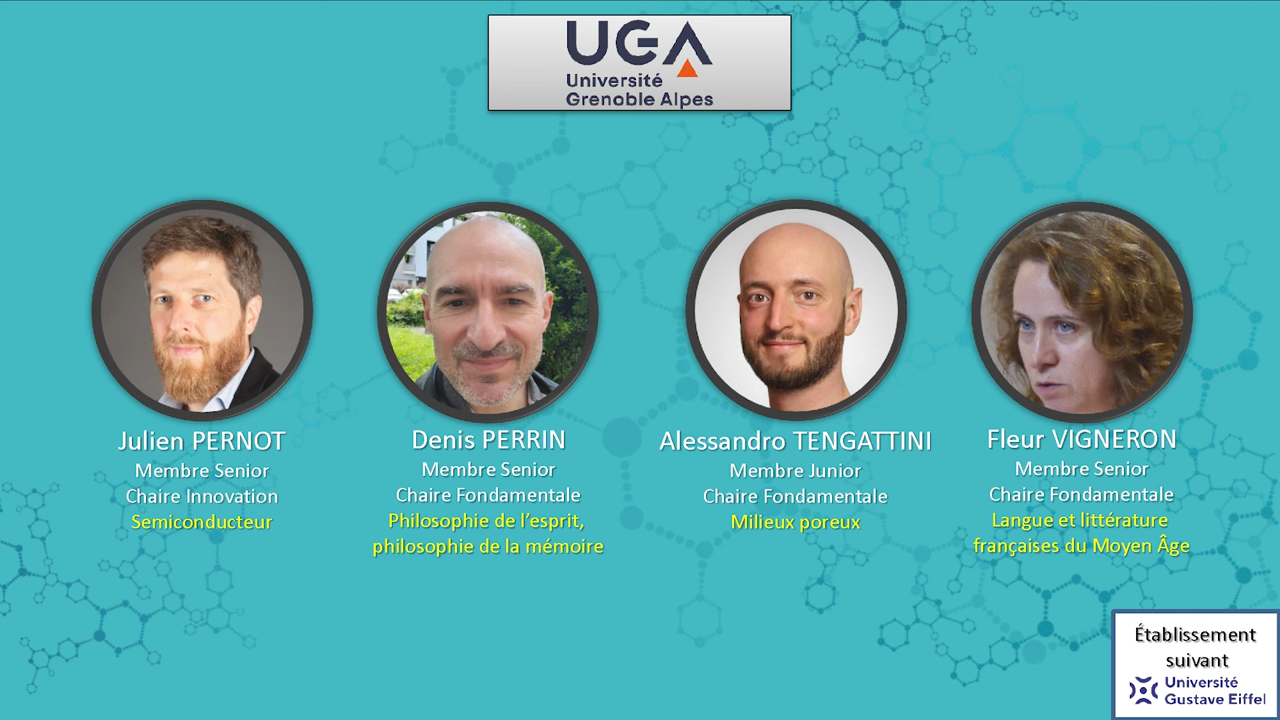 UGA
Université
Grenoble Alpes
Julien PERNOT
Membre Senior
Chaire Innovation
Semiconducteur
Denis PERRIN
Membre Senior
Chaire Fondamentale
Philosophie de l’esprit,
philosophie de la mémoire
Alessandro TENGATTINI
Membre Junior
Chaire Fondamentale
Milieux poreux
Fleur VIGNERON
Membre Senior
Chaire Fondamentale
Langue et littérature
françaises du Moyen Âge
Établissement
suivant
Université
Gustave Eiffel